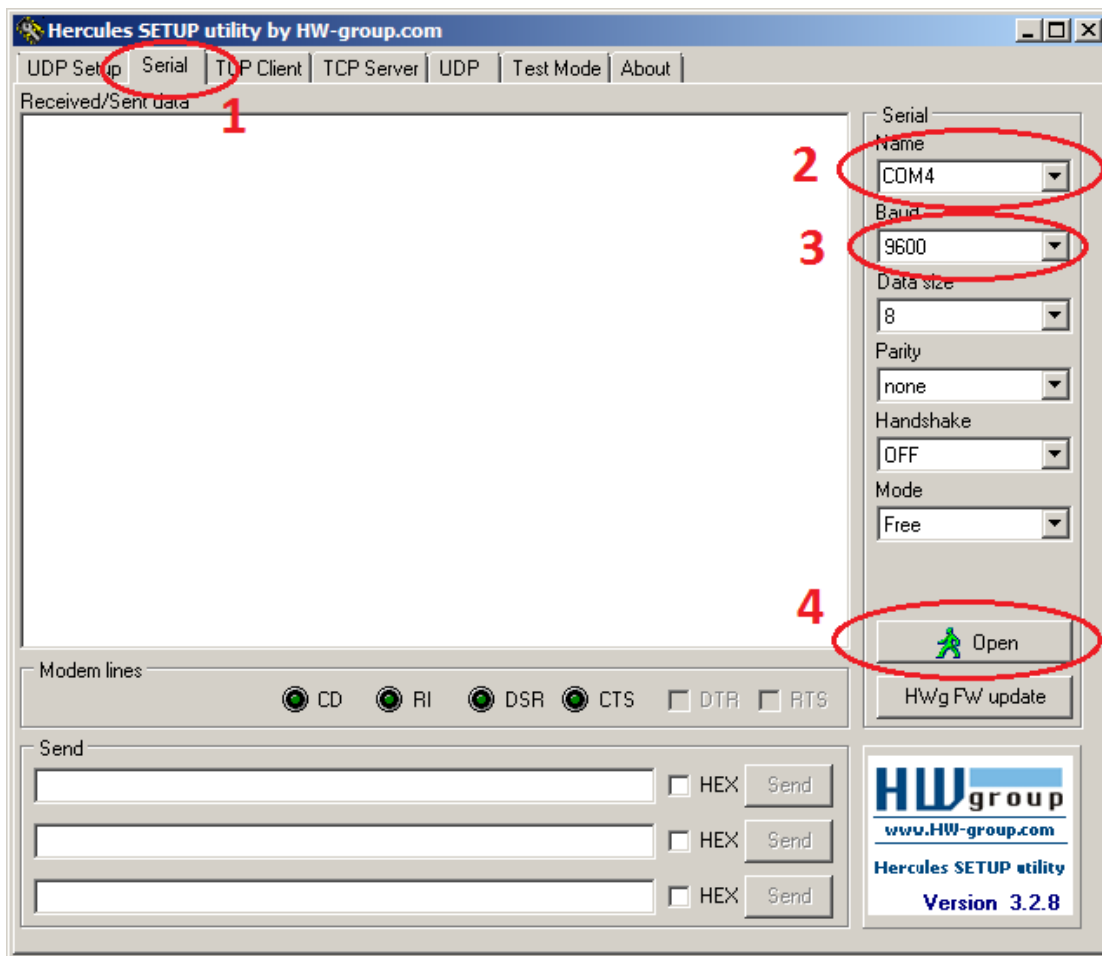 Hercules SETUP utility by HW-group.com
UDP Setup Serial TCP Client TCP Server UDP Test Mode About
Received/Sent data
1
Serial
Name
2
COM4
Baud
3
9600
Data size
8
Parity
none
Handshake
OFF
Mode
Free
4
Open
HWg FW update
Modem lines
CD RI DSR CTS DTR RTS
Send
HEX Send
HEX Send
HEX Send
HW group
www.HW-group.com
Hercules SETUP utility
Version 3.2.8